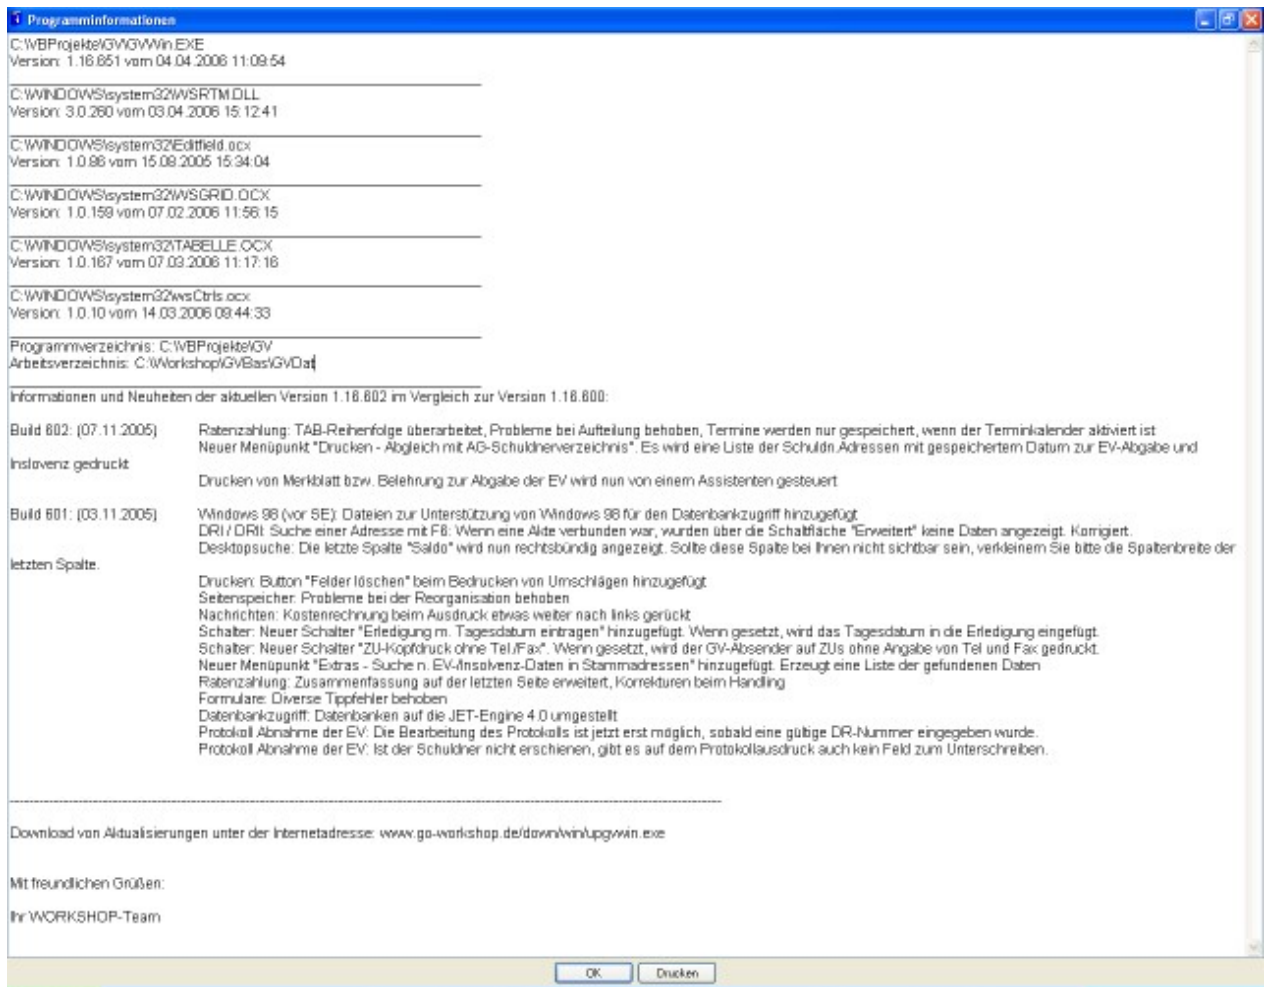 Programminformationen
C:\VBProjekte\GV\GVWin.EXE
Version: 1.16.651 vom 04.04.2006 11:09:54
C:\WINDOWS\system32\WSRTM.DLL
Version: 3.0.260 vom 03.04.2006 15:12:41
C:\WINDOWS\system32\Editfield.ocx
Version: 1.0.86 vom 15.08.2005 15:34:04
C:\WINDOWS\system32\WSGRID.OCX
Version: 1.0.159 vom 07.02.2006 11:56:15
C:\WINDOWS\system32\TABELLE.OCX
Version: 1.0.167 vom 07.03.2006 11:17:16
C:\WINDOWS\system32\wsCtrls.ocx
Version: 1.0.10 vom 14.03.2006 09:44:33
Programmverzeichnis: C:\VBProjekte\GV
Arbeitsverzeichnis: C:\Workshop\GVBas\GVDat
Informationen und Neuheiten der aktuellen Version 1.16.602 im Vergleich zur Version 1.16.600:
Build 602: (07.11.2005) Ratenzahlung: TAB-Reihenfolge überarbeitet, Probleme bei Aufteilung behoben, Termine werden nur gespeichert, wenn der Terminkalender aktiviert ist
Neuer Menüpunkt "Drucken - Abgleich mit AG-Schuldnerverzeichnis". Es wird eine Liste der Schuldn.Adressen mit gespeichertem Datum zur EV-Abgabe und
Inslovenz gedruckt
Drucken von Merkblatt bzw. Belehrung zur Abgabe der EV wird nun von einem Assistenten gesteuert
Build 601: (03.11.2005) Windows 98 (vor SE): Dateien zur Unterstützung von Windows 98 für den Datenbankzugriff hinzugefügt
DRI / DRII: Suche einer Adresse mit F6: Wenn eine Akte verbunden war, wurden über die Schaltfläche "Erweitert" keine Daten angezeigt. Korrigiert.
Desktopsuche: Die letzte Spalte "Saldo" wird nun rechtsbündig angezeigt. Sollte diese Spalte bei Ihnen nicht sichtbar sein, verkleinern Sie bitte die Spaltenbreite der
letzten Spalte.
Drucken: Button "Felder löschen" beim Bedrucken von Umschlägen hinzugefügt
Seitenspeicher: Probleme bei der Reorganisation behoben
Nachrichten: Kostenrechnung beim Ausdruck etwas weiter nach links gerückt
Schalter: Neuer Schalter "Erledigung m. Tagesdatum eintragen" hinzugefügt. Wenn gesetzt, wird das Tagesdatum in die Erledigung eingefügt.
Schalter: Neuer Schalter "ZU-Kopfdruck ohne Tel./Fax". Wenn gesetzt, wird der GV-Absender auf ZUs ohne Angabe von Tel und Fax gedruckt.
Neuer Menüpunkt "Extras - Suche n. EV-/Insolvenz-Daten in Stammadressen" hinzugefügt. Erzeugt eine Liste der gefundenen Daten
Ratenzahlung: Zusammenfassung auf der letzten Seite erweitert, Korrekturen beim Handling
Formulare: Diverse Tippfehler behoben
Datenbankzugriff: Datenbanken auf die JET-Engine 4.0 umgestellt
Protokoll Abnahme der EV: Die Bearbeitung des Protokolls ist jetzt erst möglich, sobald eine gültige DR-Nummer eingegeben wurde.
Protokoll Abnahme der EV: Ist der Schuldner nicht erschienen, gibt es auf dem Protokollausdruck auch kein Feld zum Unterschreiben.
Download von Aktualisierungen unter der Internetadresse: www.go-workshop.de/down/win/upgvwin.exe
Mit freundlichen Grüßen:
Ihr WORKSHOP-Team
OK Drucken